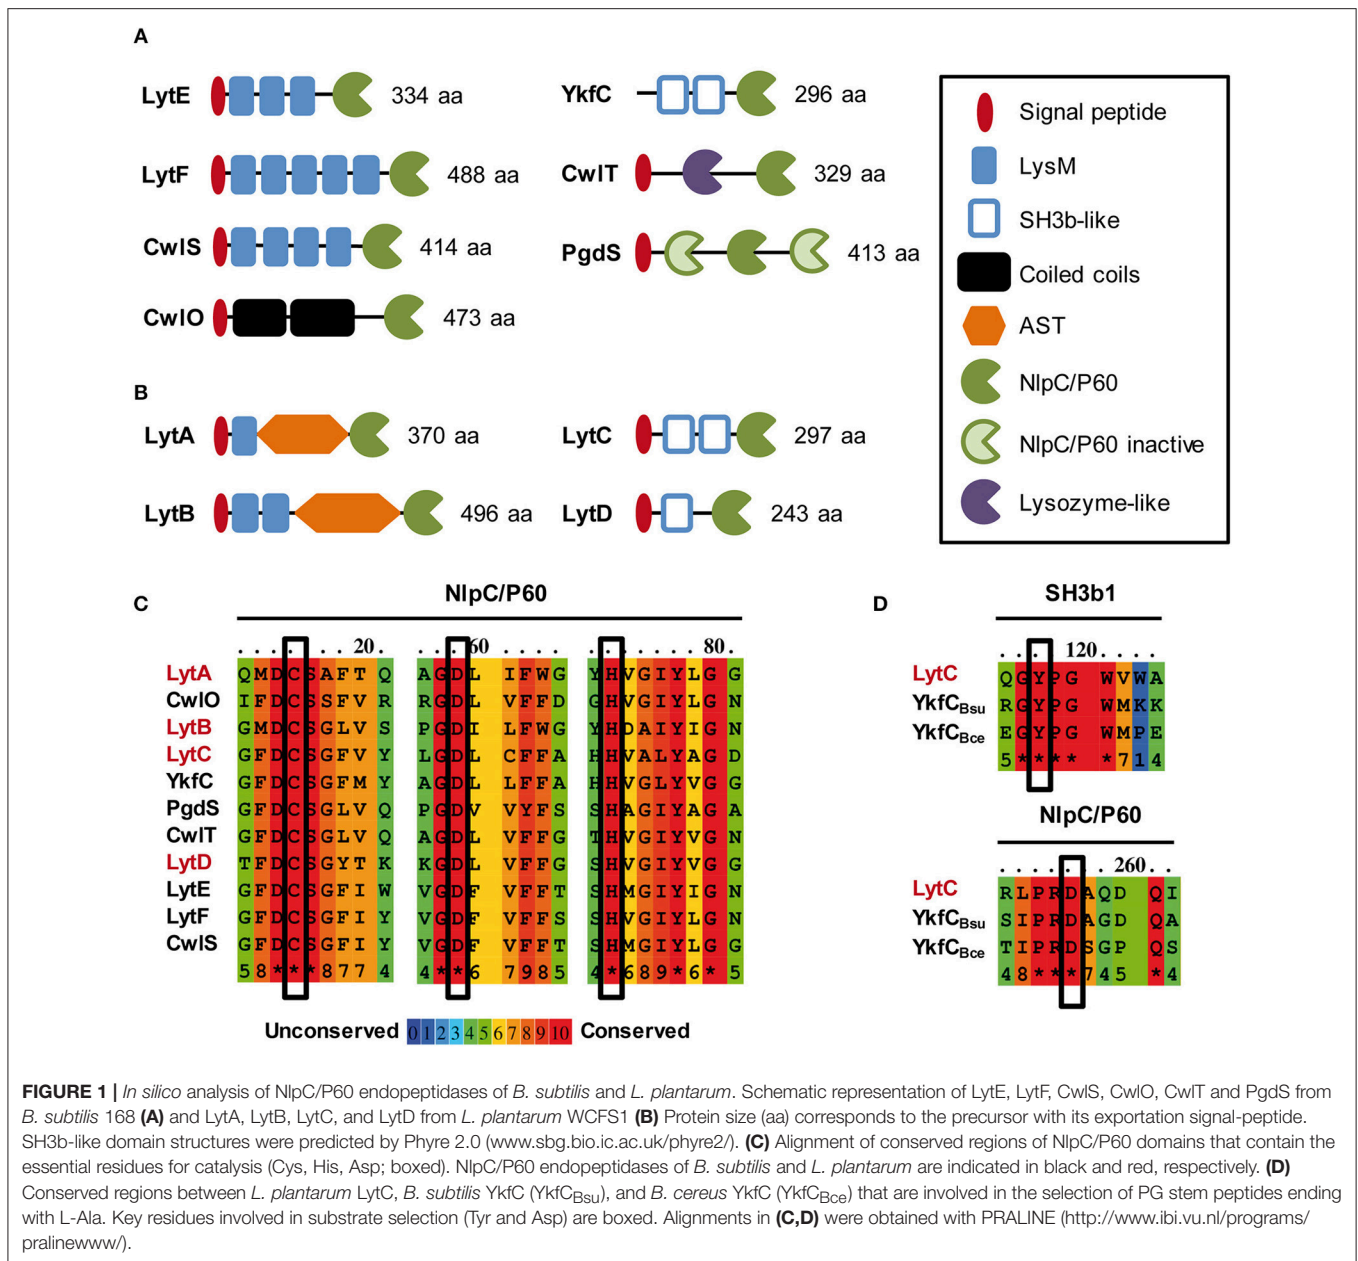 A
LytE 334 aa
LytF 488 aa
CwlS 414 aa
CwlO 473 aa
YkfC 296 aa
CwlT 329 aa
PgdS 413 aa
Signal peptide
LysM
SH3b-like
Coiled coils
AST
NlpC/P60
NlpC/P60 inactive
Lysozyme-like
B
LytA 370 aa
LytB 496 aa
LytC 297 aa
LytD 243 aa
C
NlpC/P60
. . . . . . 20 . . . . 60 . . . . . . . . . . 80 .
LytA QMDCSAFTQ AGDL IFWG YHVGIYLGG
CwlO IFDCSSFVR RGDL VFFD GHVGIYLGN
LytB GMDCSGLVS PGDI LFWG YHDAIYIGN
LytC GFDCSGFVY LGDL CFFA HHVALYAGD
YkfC GFDCSGFMY AGDL LFFA HHVGLYVGG
PgdS GFDCSGLVQ PGDV VYFS SHAGIYAGA
CwlT GFDCSGLVQ AGDL VFFG THVGIYVGN
LytD TFDCSGYTK KGDL VFFG SHVGIYVGG
LytE GFDCSGFIW VGDF VFFT SHMGIYIGN
LytF GFDCSGFIY VGDF VFFS SHVGIYLGN
CwlS GFDCSGFIY VGDF VFFT SHMGIYLGG
58***8774 4**6 7985 4*689*6*5
Unconserved 0 1 2 3 4 5 6 7 8 9 10 Conserved
D
SH3b1
. . . . 120 . . . .
LytC QGYPG WVWA
YkfCBsu RGYPG WMKK
YkfCBce EGYPG WMPE
5**** *714
NlpC/P60
. . . . . . 260 . .
LytC RLPRDAQD QI
YkfCBsu SIPRDAGD QA
YkfCBce TIPRDSGP QS
48***745 *4
FIGURE 1 | In silico analysis of NlpC/P60 endopeptidases of B. subtilis and L. plantarum. Schematic representation of LytE, LytF, CwlS, CwlO, CwlT and PgdS from
B. subtilis 168 (A) and LytA, LytB, LytC, and LytD from L. plantarum WCFS1 (B) Protein size (aa) corresponds to the precursor with its exportation signal-peptide.
SH3b-like domain structures were predicted by Phyre 2.0 (www.sbg.bio.ic.ac.uk/phyre2/). (C) Alignment of conserved regions of NlpC/P60 domains that contain the
essential residues for catalysis (Cys, His, Asp; boxed). NlpC/P60 endopeptidases of B. subtilis and L. plantarum are indicated in black and red, respectively. (D)
Conserved regions between L. plantarum LytC, B. subtilis YkfC (YkfCBsu), and B. cereus YkfC (YkfCBce) that are involved in the selection of PG stem peptides ending
with L-Ala. Key residues involved in substrate selection (Tyr and Asp) are boxed. Alignments in (C,D) were obtained with PRALINE (http://www.ibi.vu.nl/programs/
pralinewww/).